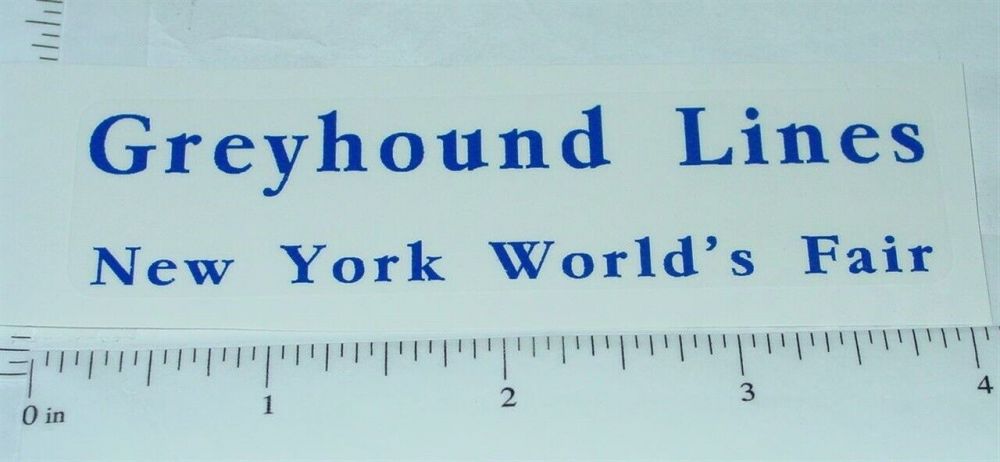 Greyhound Lines
New York World's Fair
0 in 1 2 3 4